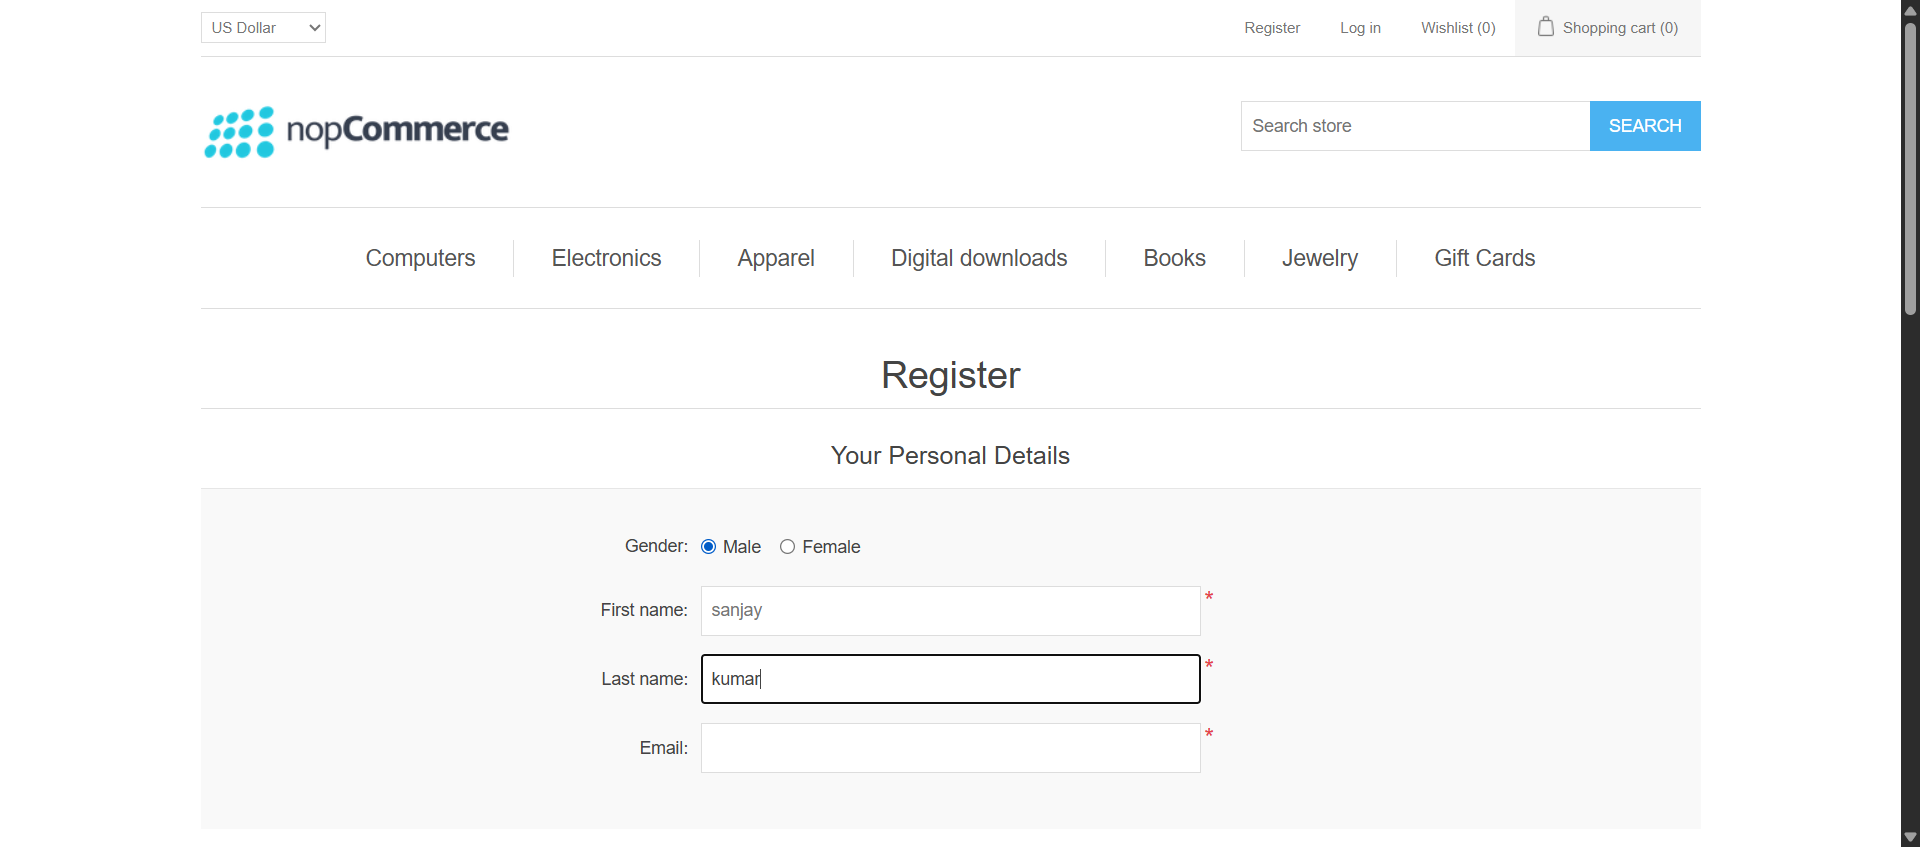 US Dollar
Register Log in Wishlist (0) Shopping cart (0)
nopCommerce
Search store SEARCH
Computers Electronics Apparel Digital downloads Books Jewelry Gift Cards
Register
Your Personal Details
Gender: Male Female
First name: sanjay *
Last name: kumar *
Email: *